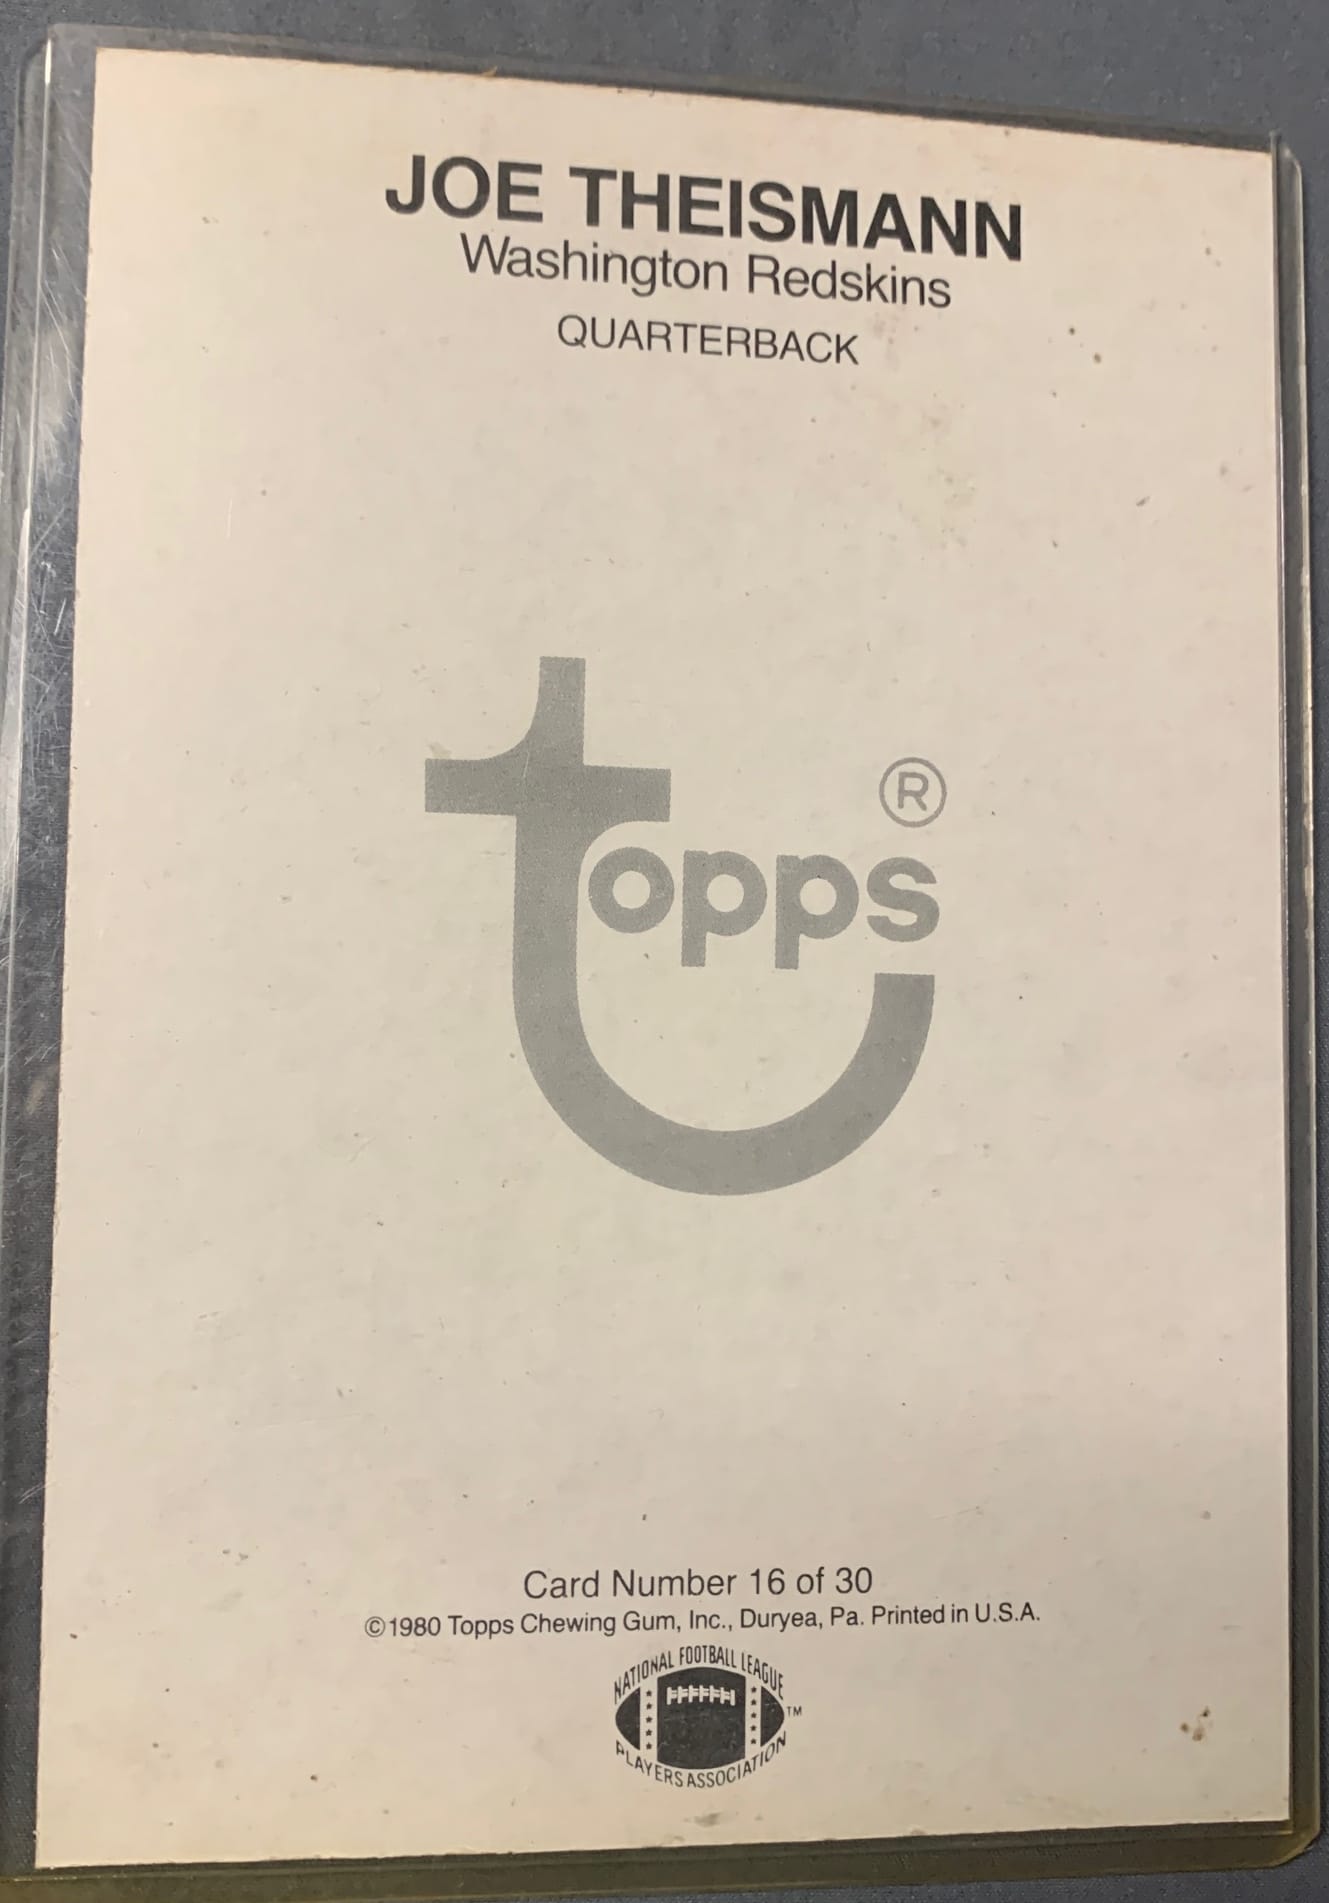 JOE THEISMANN
Washington Redskins
QUARTERBACK
topps®
Card Number 16 of 30
©1980 Topps Chewing Gum, Inc., Duryea, Pa. Printed in U.S.A.
NATIONAL FOOTBALL LEAGUE
TM
PLAYERS ASSOCIATION